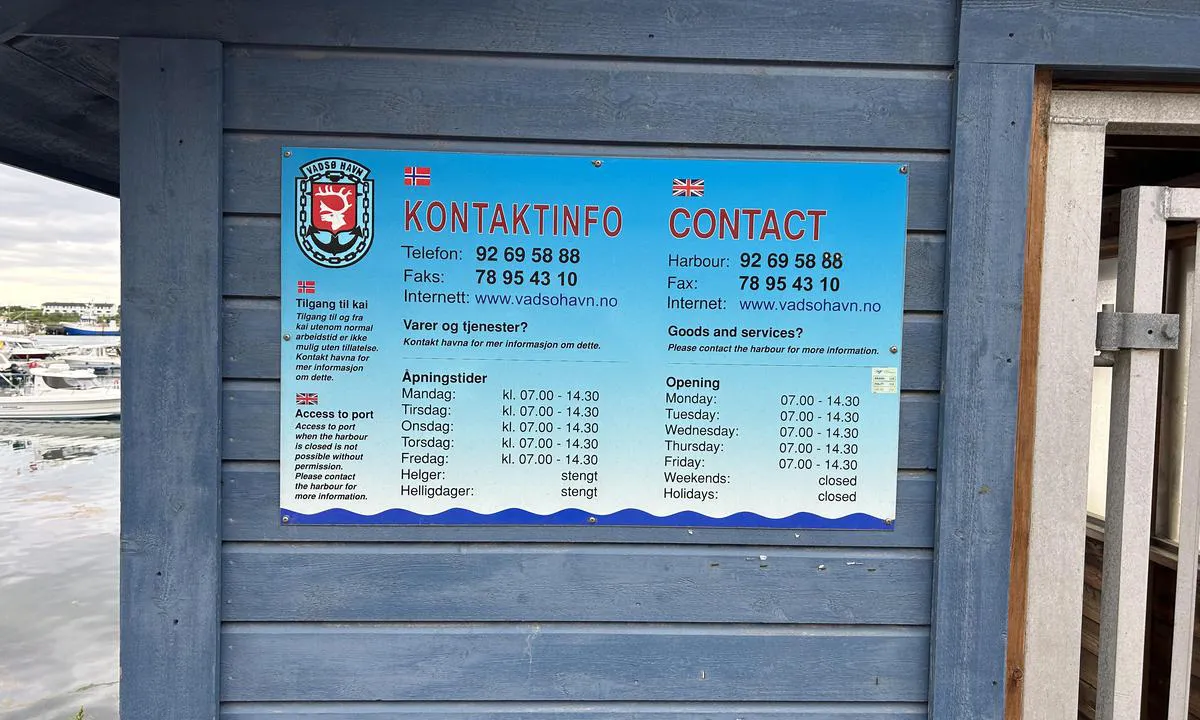 VADSØ HAVN
KONTAKTINFO
Telefon: 92 69 58 88
Faks: 78 95 43 10
Internett: www.vadsohavn.no
Varer og tjenester?
Kontakt havna for mer informasjon om dette.
Åpningstider
Mandag: kl. 07.00 - 14.30
Tirsdag: kl. 07.00 - 14.30
Onsdag: kl. 07.00 - 14.30
Torsdag: kl. 07.00 - 14.30
Fredag: kl. 07.00 - 14.30
Helger: stengt
Helligdager: stengt
CONTACT
Harbour: 92 69 58 88
Fax: 78 95 43 10
Internet: www.vadsohavn.no
Goods and services?
Please contact the harbour for more information.
Opening
Monday: 07.00 - 14.30
Tuesday: 07.00 - 14.30
Wednesday: 07.00 - 14.30
Thursday: 07.00 - 14.30
Friday: 07.00 - 14.30
Weekends: closed
Holidays: closed
Tilgang til kai
Tilgang til og fra
kai utenom normal
arbeidstid er ikke
mulig uten tillatelse.
Kontakt havna for
mer informasjon
om dette.
Access to port
Access to port
when the harbour
is closed is not
possible without
permission.
Please contact
the harbour for
more information.